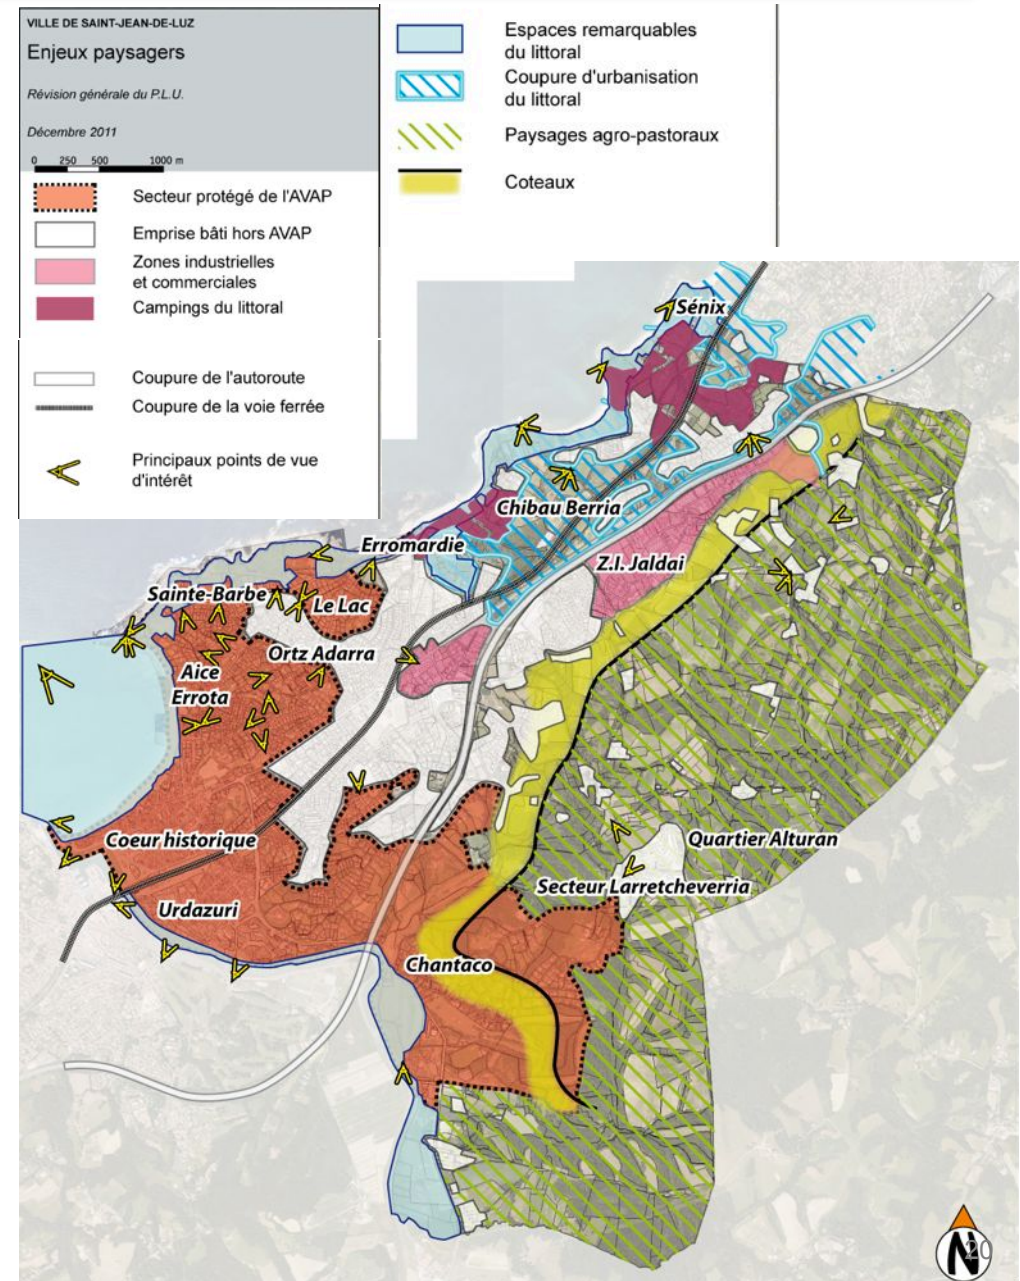 VILLE DE SAINT-JEAN-DE-LUZ
Enjeux paysagers
Révision générale du P.L.U.
Décembre 2011
0 250 500 1000 m
Secteur protégé de l'AVAP
Emprise bâti hors AVAP
Zones industrielles
et commerciales
Campings du littoral
Coupure de l'autoroute
Coupure de la voie ferrée
Principaux points de vue
d'intérêt
Espaces remarquables
du littoral
Coupure d'urbanisation
du littoral
Paysages agro-pastoraux
Coteaux
Sénix
Chibau Berria
Erromardie
Z.I. Jaldai
Sainte-Barbe
Le Lac
Ortz Adarra
Aice
Errota
Coeur historique
Quartier Alturan
Secteur Larretcheverria
Urdazuri
Chantaco
N
20